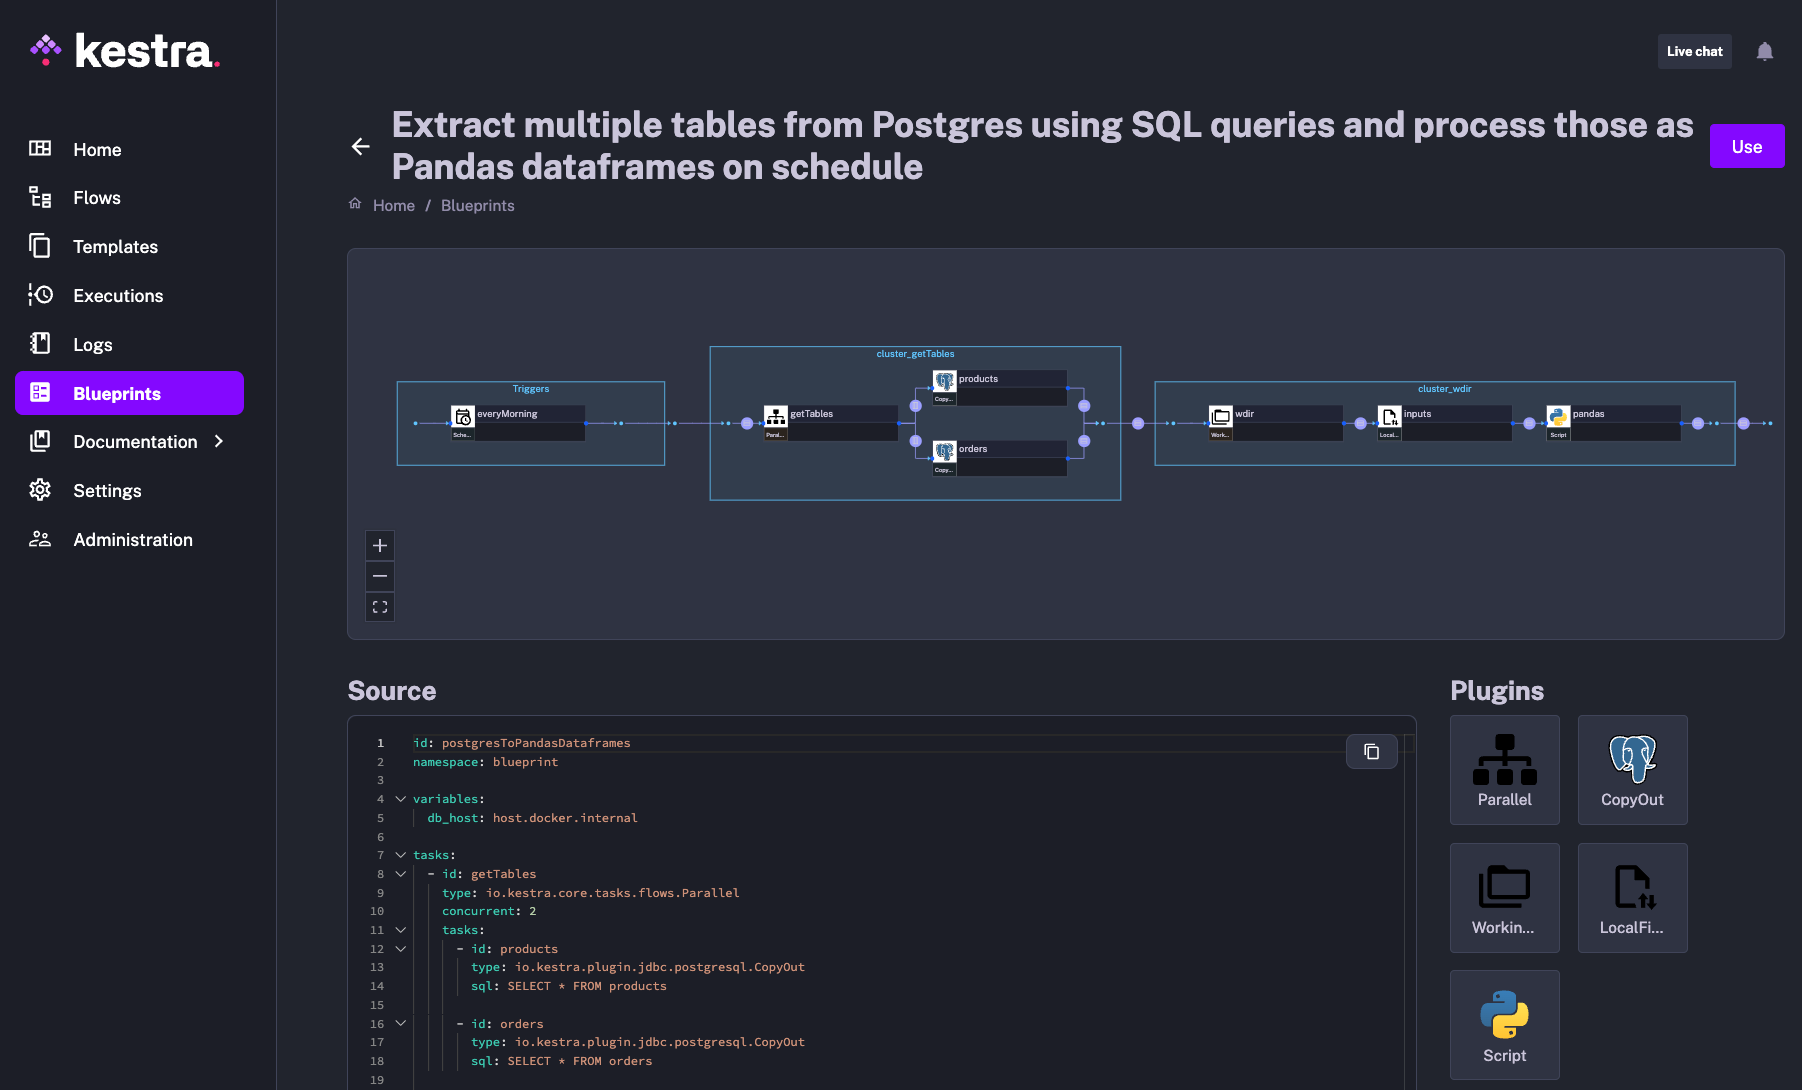 kestra.
Live chat
Extract multiple tables from Postgres using SQL queries and process those as
Pandas dataframes on schedule
Use
Home / Blueprints
Home
Flows
Templates
Executions
Logs
Blueprints
Documentation
Settings
Administration
Triggers
everyMorning
Sche...
cluster_getTables
getTables
Paral...
products
Copy...
orders
Copy...
cluster_wdir
wdir
Work...
inputs
Local...
pandas
Script
Source
1 id: postgresToPandasDataframes
2 namespace: blueprint
3
4 variables:
5 db_host: host.docker.internal
6
7 tasks:
8 - id: getTables
9 type: io.kestra.core.tasks.flows.Parallel
10 concurrent: 2
11 tasks:
12 - id: products
13 type: io.kestra.plugin.jdbc.postgresql.CopyOut
14 sql: SELECT * FROM products
15
16 - id: orders
17 type: io.kestra.plugin.jdbc.postgresql.CopyOut
18 sql: SELECT * FROM orders
19
Plugins
Parallel
CopyOut
Workin...
LocalFi...
Script